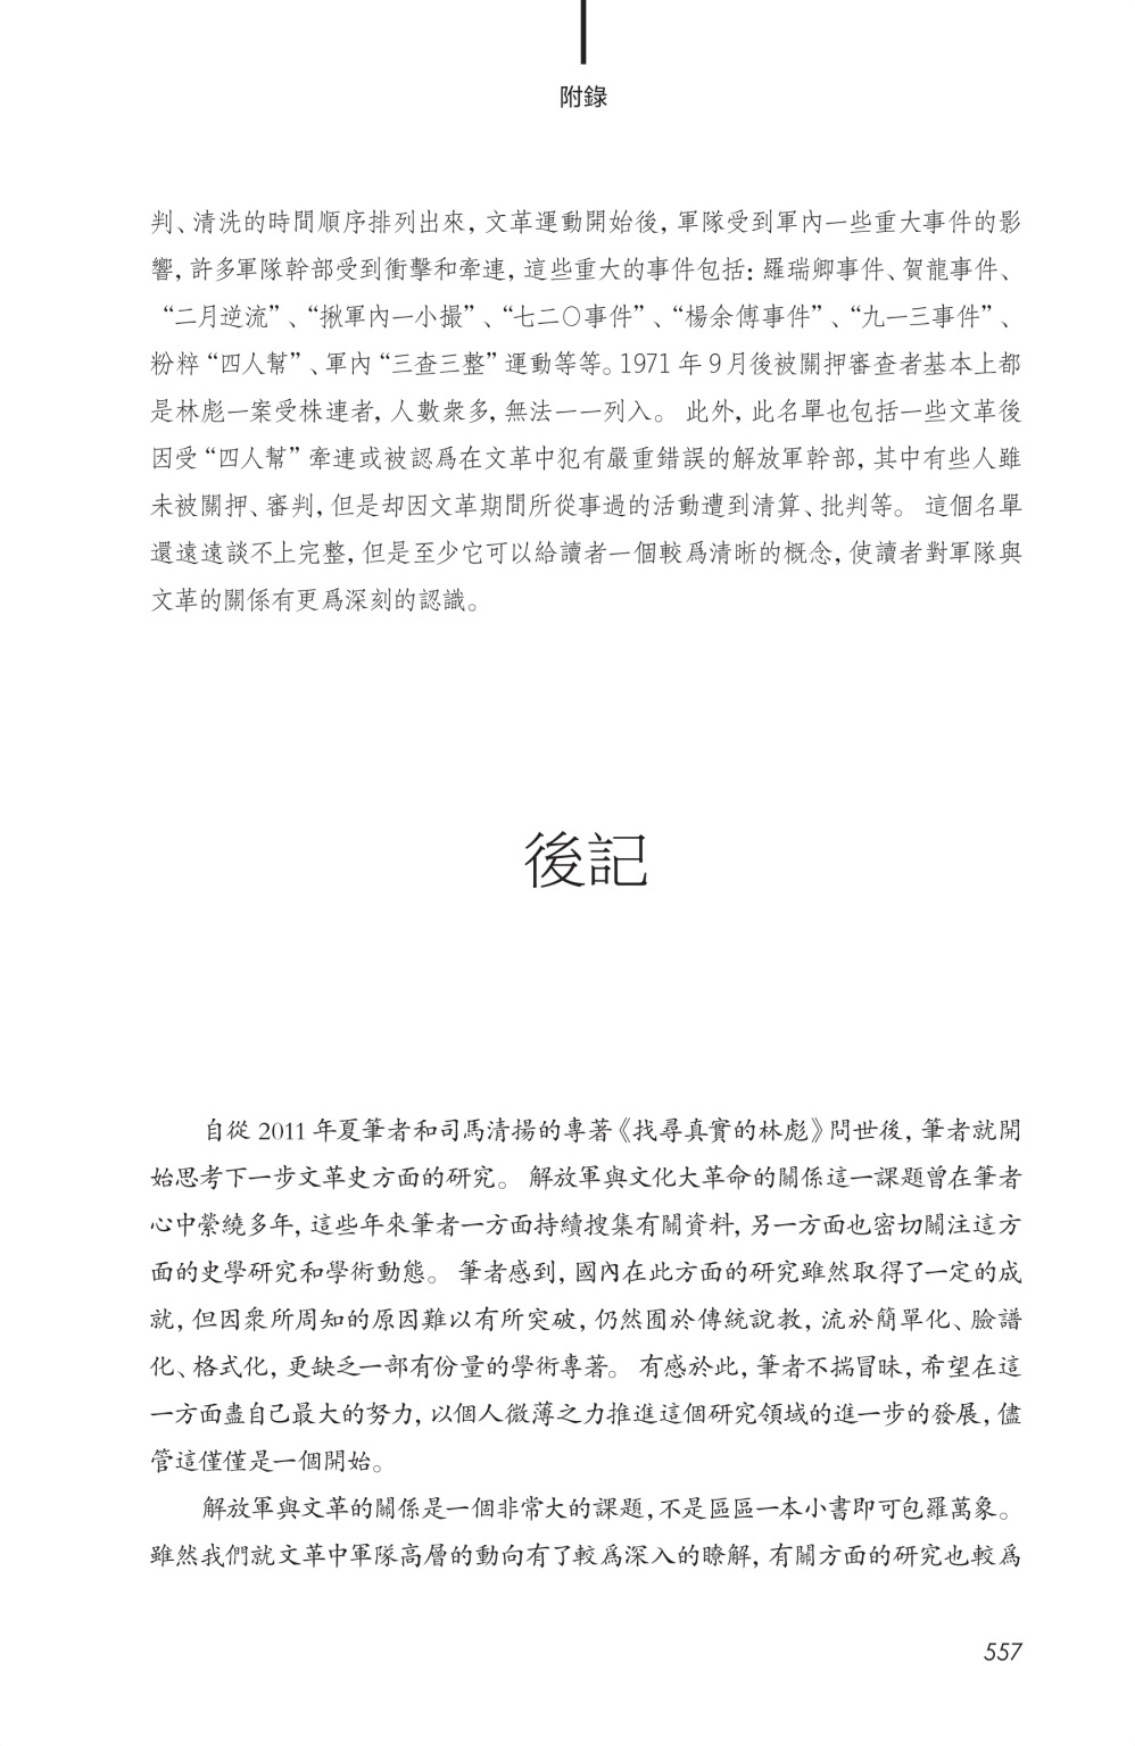 附錄
判、清洗的時間順序排列出來，文革運動開始後，軍隊受到軍內一些重大事件的影
響，許多軍隊幹部受到衝擊和牽連，這些重大的事件包括：羅瑞卿事件、賀龍事件、
“二月逆流”、“揪軍內一小撮”、“七二〇事件”、“楊余傅事件”、“九一三事件”、
粉粹“四人幫”、軍內“三查三整”運動等等。1971 年 9 月後被關押審查者基本上都
是林彪一案受株連者，人數衆多，無法一一列入。 此外，此名單也包括一些文革後
因受“四人幫”牽連或被認爲在文革中犯有嚴重錯誤的解放軍幹部，其中有些人雖
未被關押、審判，但是却因文革期間所從事過的活動遭到清算、批判等。 這個名單
還遠遠談不上完整，但是至少它可以給讀者一個較爲清晰的概念，使讀者對軍隊與
文革的關係有更爲深刻的認識。
後記
自從 2011 年夏筆者和司馬清揚的專著《找尋真實的林彪》問世後，筆者就開
始思考下一步文革史方面的研究。 解放軍與文化大革命的關係這一課題曾在筆者
心中縈繞多年，這些年來筆者一方面持續搜集有關資料，另一方面也密切關注這方
面的史學研究和學術動態。 筆者感到，國內在此方面的研究雖然取得了一定的成
就，但因衆所周知的原因難以有所突破，仍然囿於傳統說教，流於簡單化、臉譜
化、格式化，更缺乏一部有份量的學術專著。 有感於此，筆者不揣冒昧，希望在這
一方面盡自己最大的努力，以個人微薄之力推進這個研究領域的進一步的發展，儘
管這僅僅是一個開始。
解放軍與文革的關係是一個非常大的課題，不是區區一本小書即可包羅萬象。
雖然我們就文革中軍隊高層的動向有了較爲深入的瞭解，有關方面的研究也較爲
557